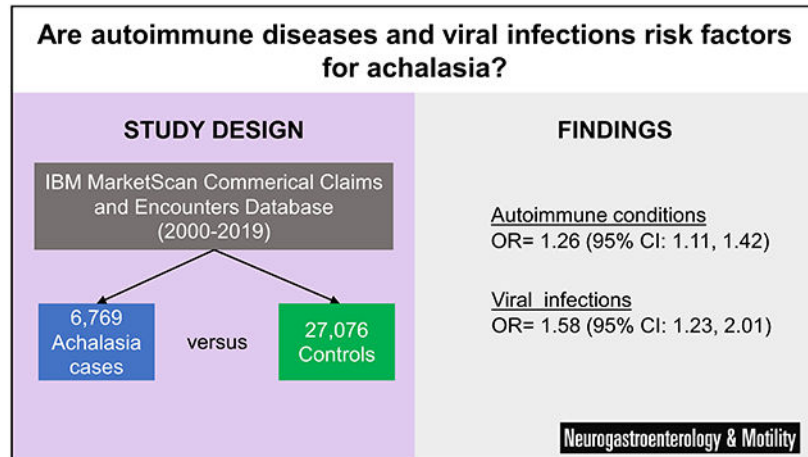 Are autoimmune diseases and viral infections risk factors
for achalasia?
STUDY DESIGN
IBM MarketScan Commerical Claims
and Encounters Database
(2000-2019)
6,769
Achalasia
cases
versus
27,076
Controls
FINDINGS
Autoimmune conditions
OR= 1.26 (95% CI: 1.11, 1.42)
Viral infections
OR= 1.58 (95% CI: 1.23, 2.01)
Neurogastroenterology & Motility